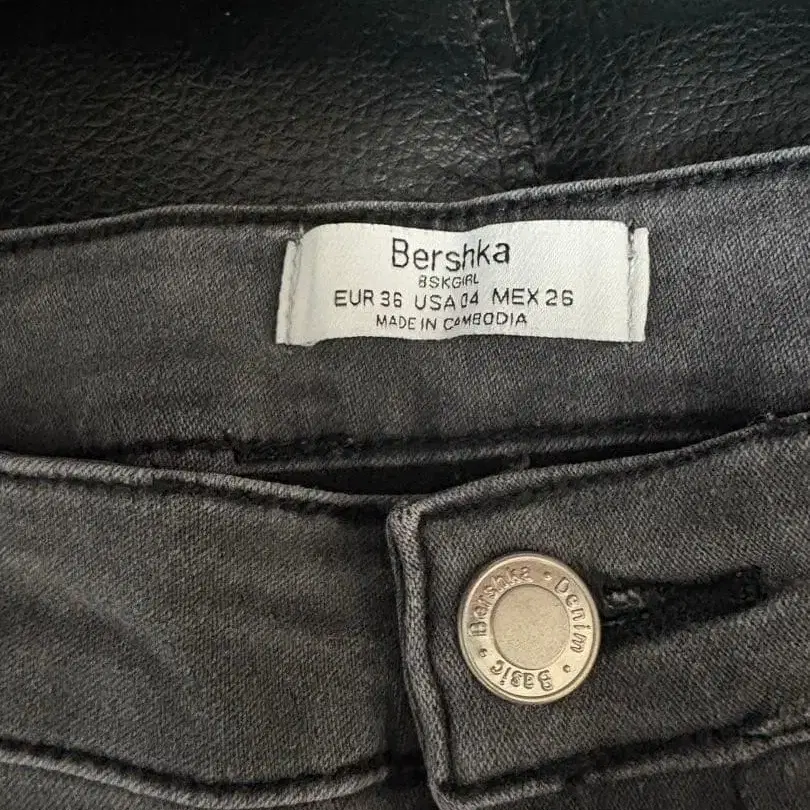 Bershka
BSKGIRL
EUR 36 USA 04 MEX 26
MADE IN CAMBODIA
Bershka • Denim • Basic •